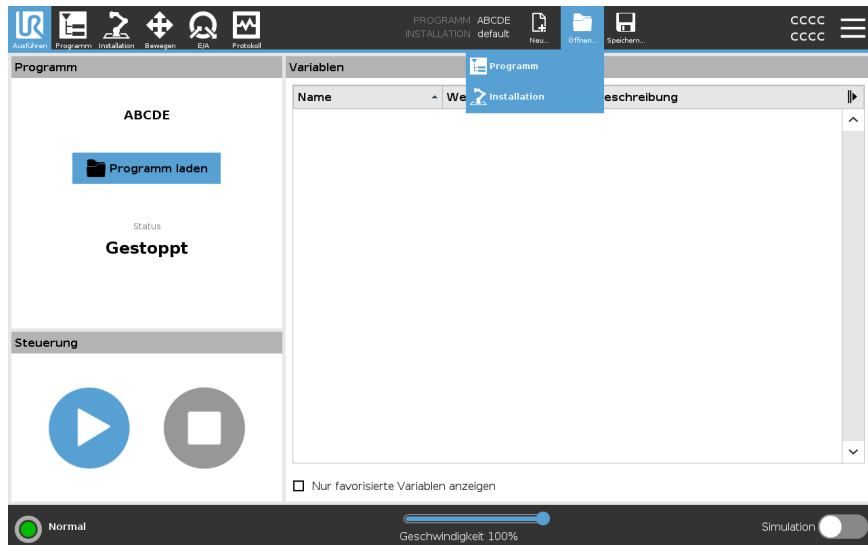 UR
Ausführen
Programm
Installation
Bewegen
E/A
Protokoll
PROGRAMM ABCDE
INSTALLATION default
Neu...
Öffnen...
Speichern...
CCCC
CCCC
Programm
Installation
Programm
ABCDE
Programm laden
Status
Gestoppt
Steuerung
Variablen
Name
We
eschreibung
Nur favorisierte Variablen anzeigen
Normal
Geschwindigkeit 100%
Simulation